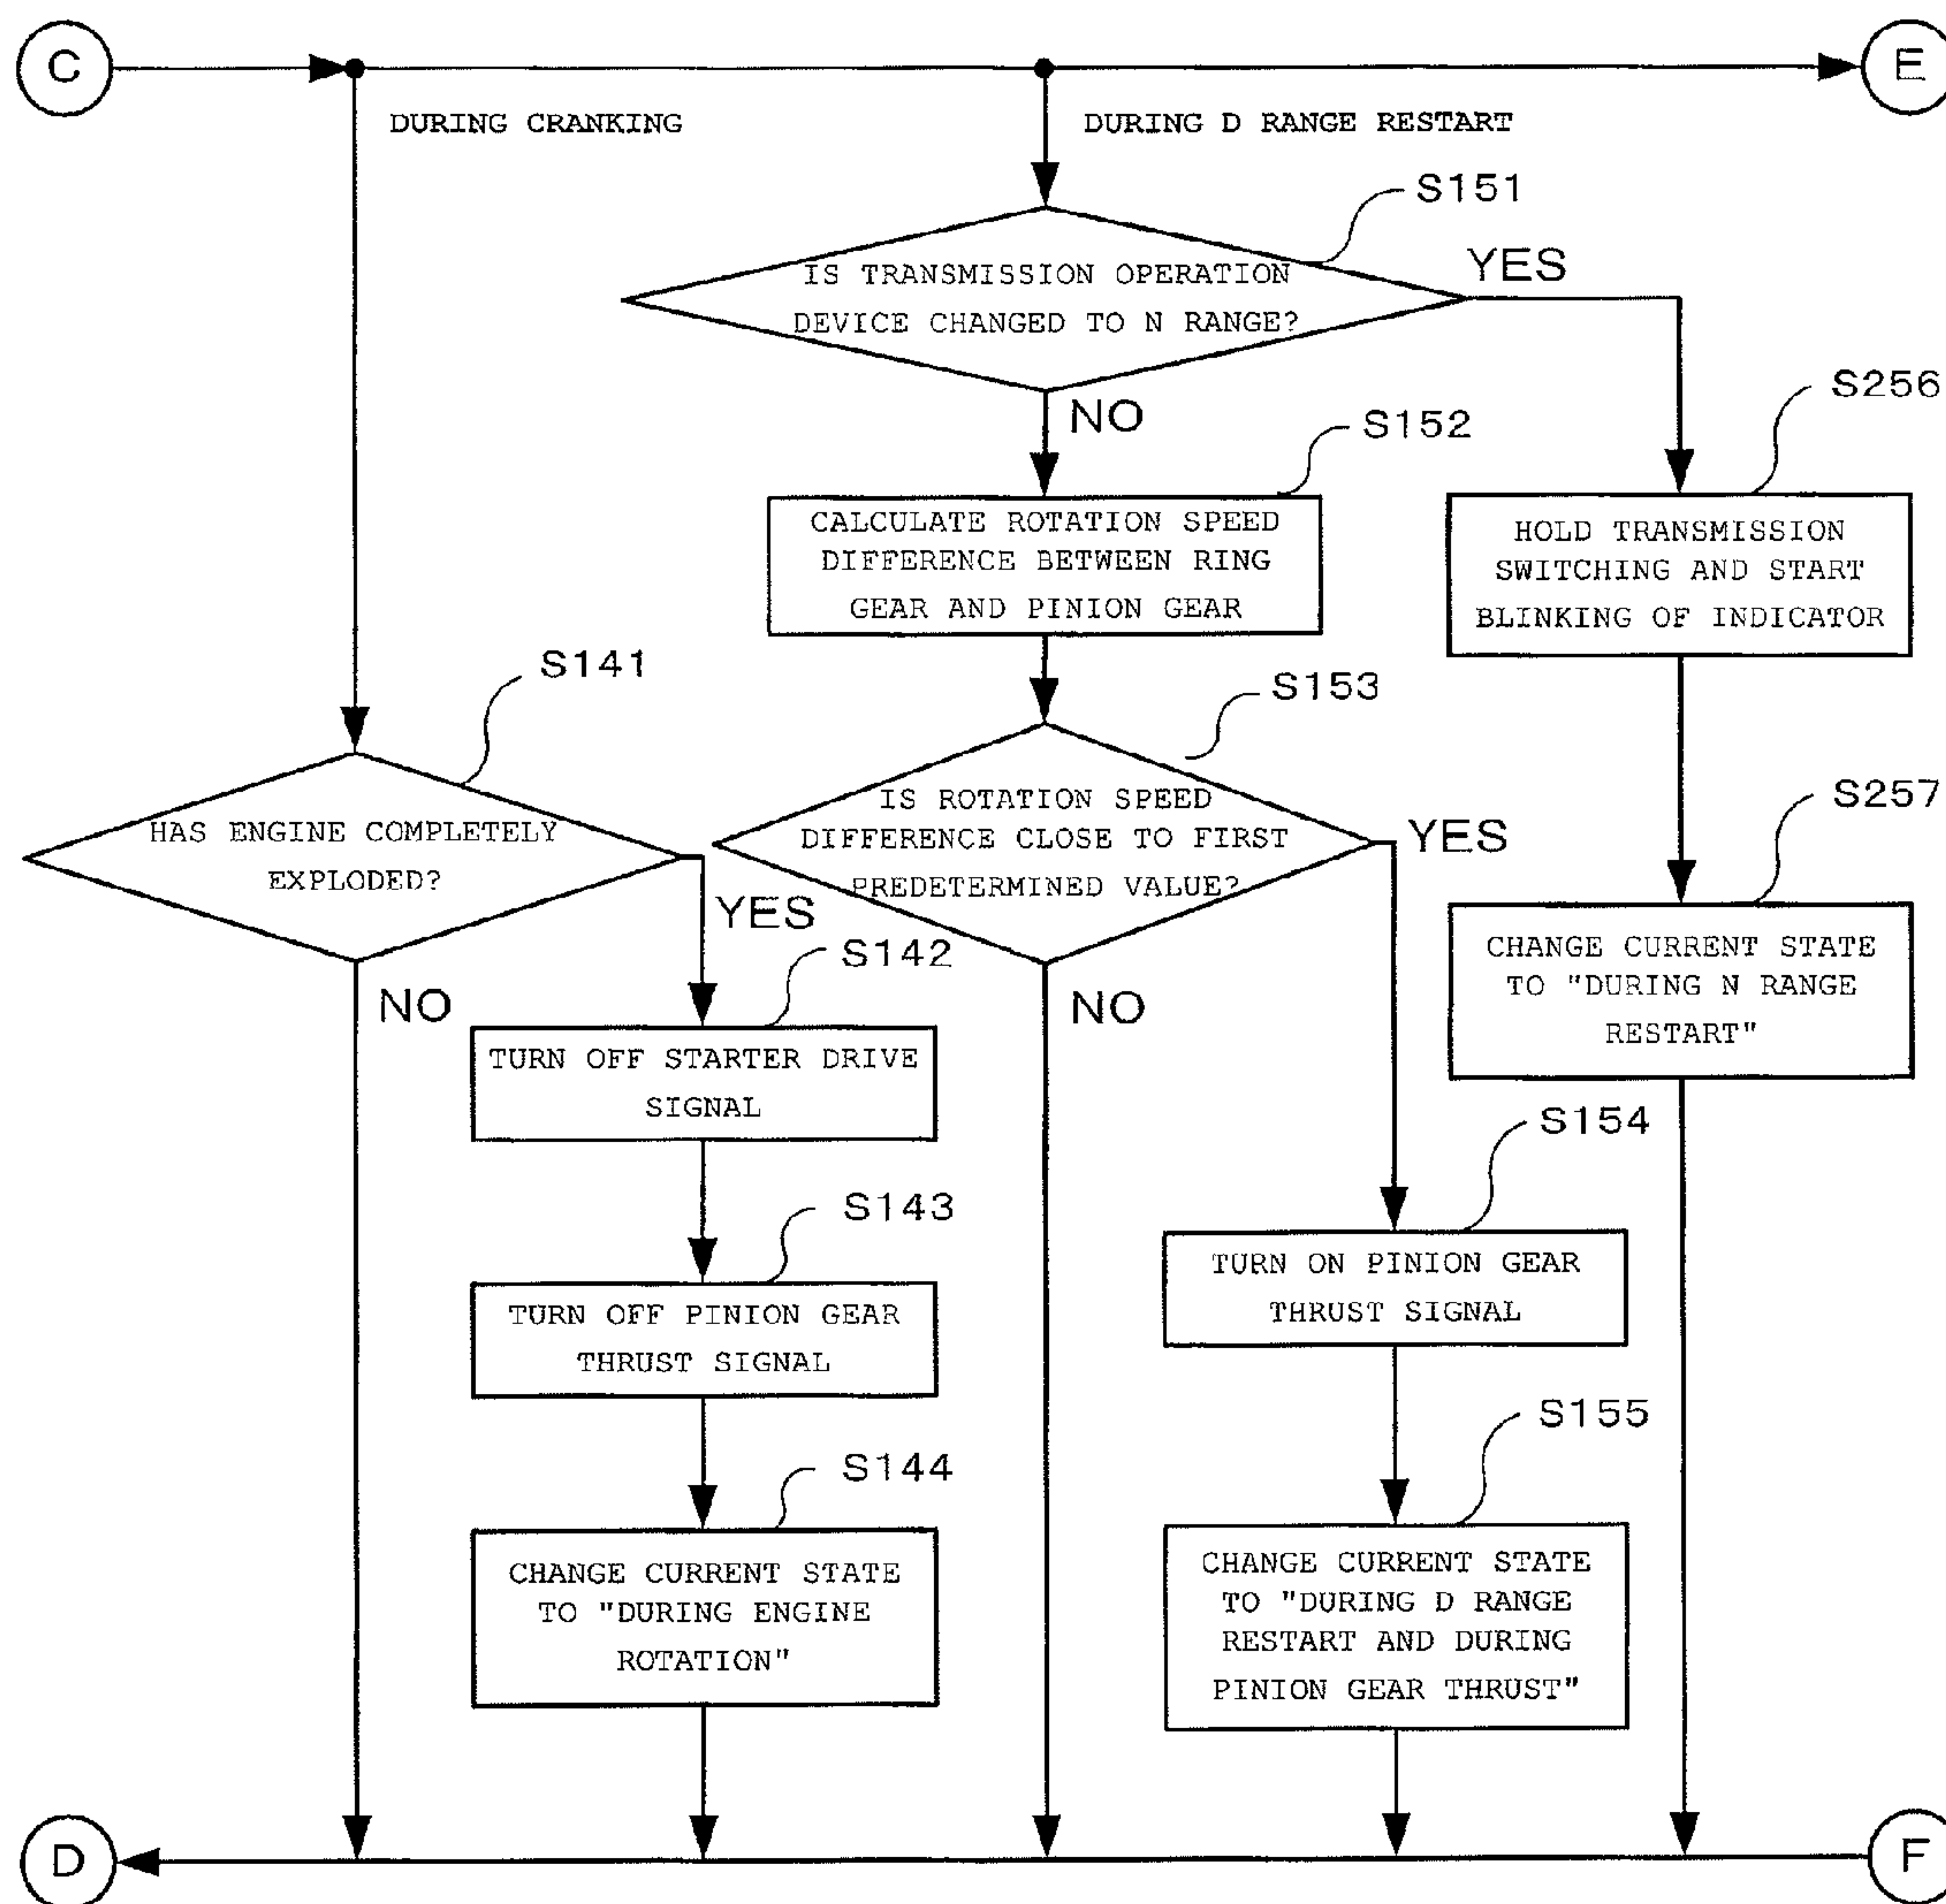 C
E
DURING CRANKING
DURING D RANGE RESTART
S151
IS TRANSMISSION OPERATION
DEVICE CHANGED TO N RANGE?
YES
NO
S256
HOLD TRANSMISSION
SWITCHING AND START
BLINKING OF INDICATOR
S152
CALCULATE ROTATION SPEED
DIFFERENCE BETWEEN RING
GEAR AND PINION GEAR
S141
HAS ENGINE COMPLETELY
EXPLODED?
YES
NO
S153
IS ROTATION SPEED
DIFFERENCE CLOSE TO FIRST
PREDETERMINED VALUE?
YES
NO
S257
CHANGE CURRENT STATE
TO "DURING N RANGE
RESTART"
S142
TURN OFF STARTER DRIVE
SIGNAL
S154
TURN ON PINION GEAR
THRUST SIGNAL
S143
TURN OFF PINION GEAR
THRUST SIGNAL
S155
CHANGE CURRENT STATE
TO "DURING D RANGE
RESTART AND DURING
PINION GEAR THRUST"
S144
CHANGE CURRENT STATE
TO "DURING ENGINE
ROTATION"
D
F